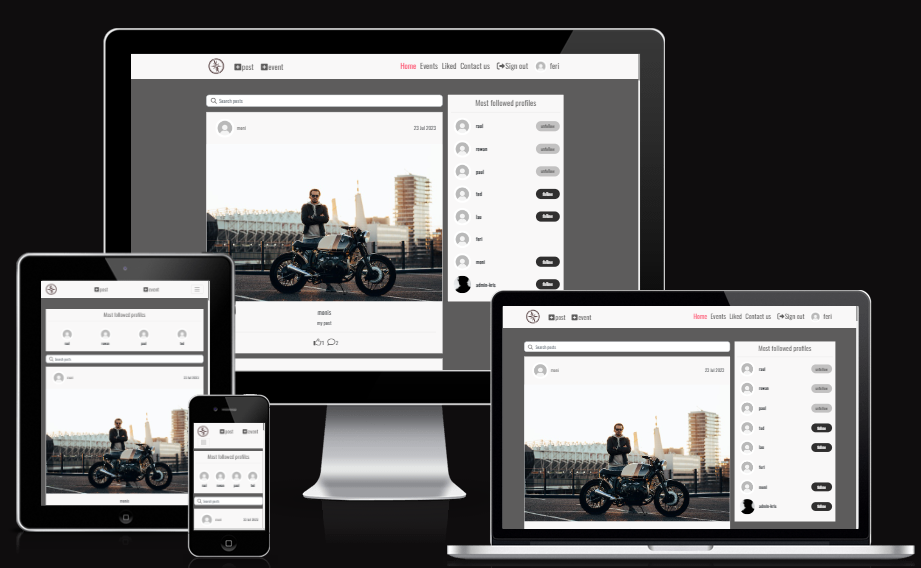 post event Home Events Liked Contact us Sign out feri
Search posts
mani 23 Jul 2023
manis
my post
1 2
Most followed profiles
raul unfollow
rowan unfollow
paul unfollow
ted follow
lau follow
feri
mani follow
admin-kris follow
post event
Most followed profiles
raul rowan paul ted
Search posts
mani 23 Jul 2023
manis
post event
Most followed profiles
raul rowan paul ted
Search posts
mani 23 Jul 2023
post event Home Events Liked Contact us Sign out feri
Search posts
mani 23 Jul 2023
Most followed profiles
raul unfollow
rowan unfollow
paul unfollow
ted follow
lau follow
feri
mani follow
admin-kris follow